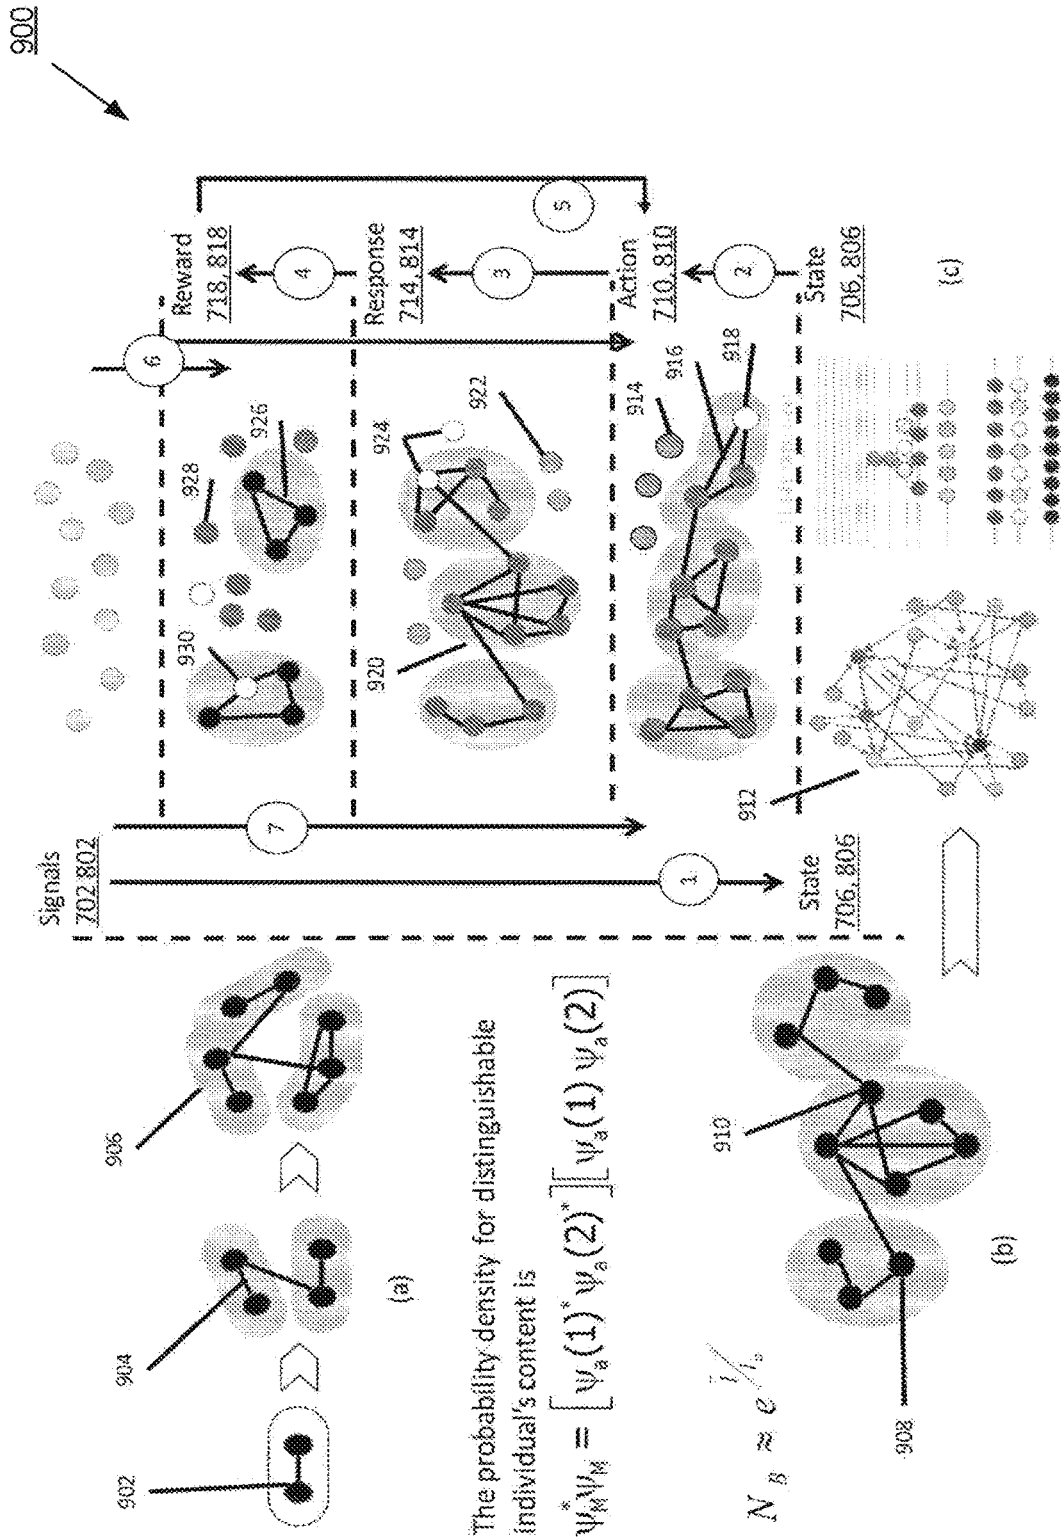 900
902
904
906
(a)
The probability density for distinguishable
individual's content is
ψ*MψM = [ψa(1)* ψa(2)*][ψa(1) ψa(2)]
908
910
(b)
Signals
702 802
1
State
706, 806
7
6
Reward
718, 818
4
Response
714, 814
5
3
Action
710, 810
2
State
706, 806
930
928
926
924
922
920
914
916
918
912
(c)